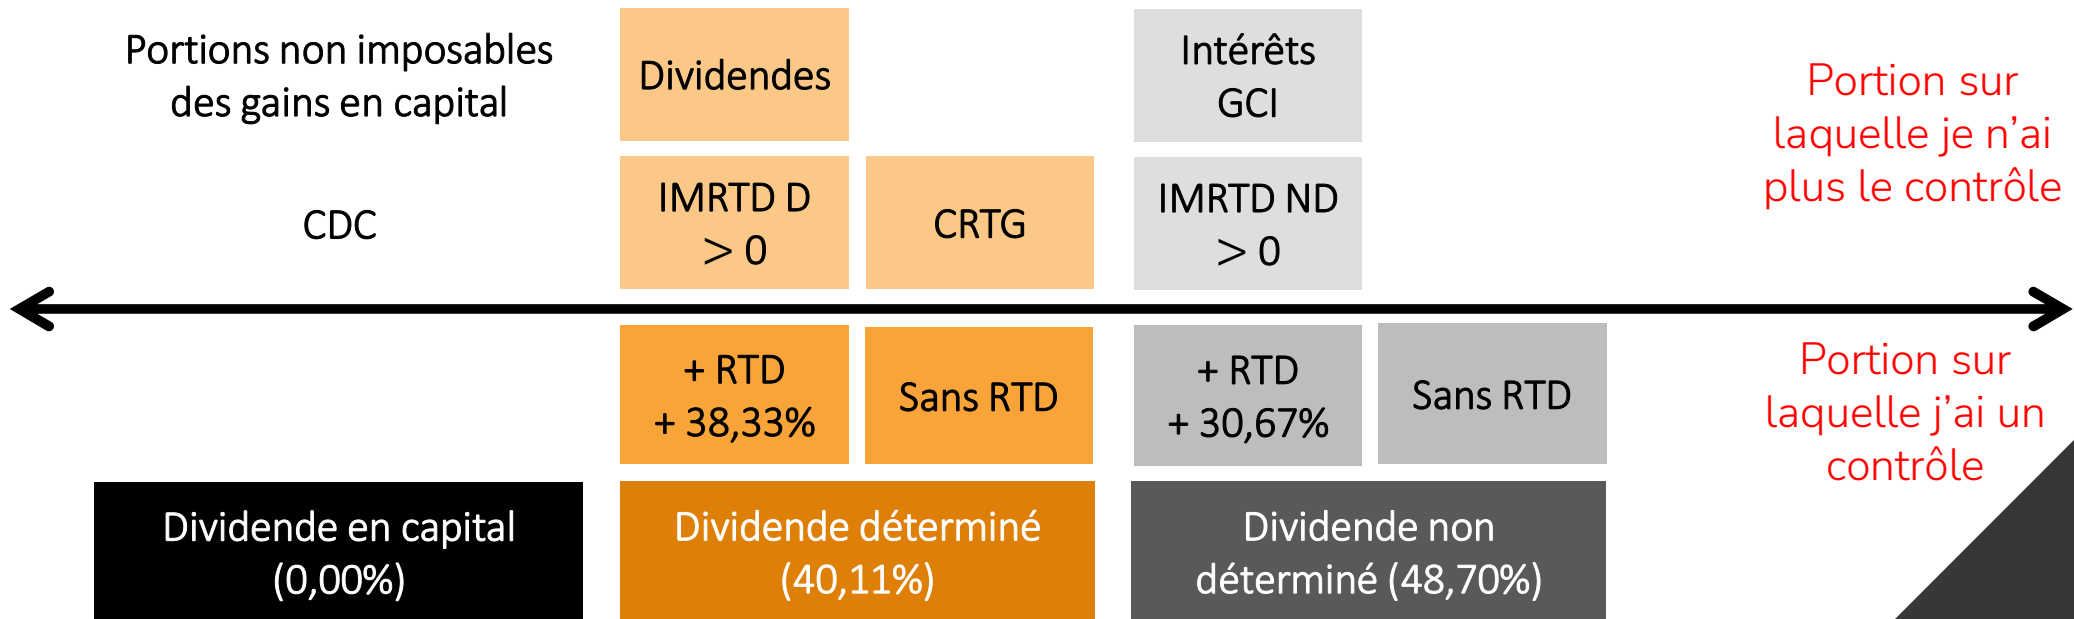 Portions non imposables
des gains en capital
Dividendes
Intérêts
GCI
Portion sur
laquelle je n’ai
plus le contrôle
CDC
IMRTD D
> 0
CRTG
IMRTD ND
> 0
+ RTD
+ 38,33%
Sans RTD
+ RTD
+ 30,67%
Sans RTD
Portion sur
laquelle j’ai un
contrôle
Dividende en capital
(0,00%)
Dividende déterminé
(40,11%)
Dividende non
déterminé (48,70%)